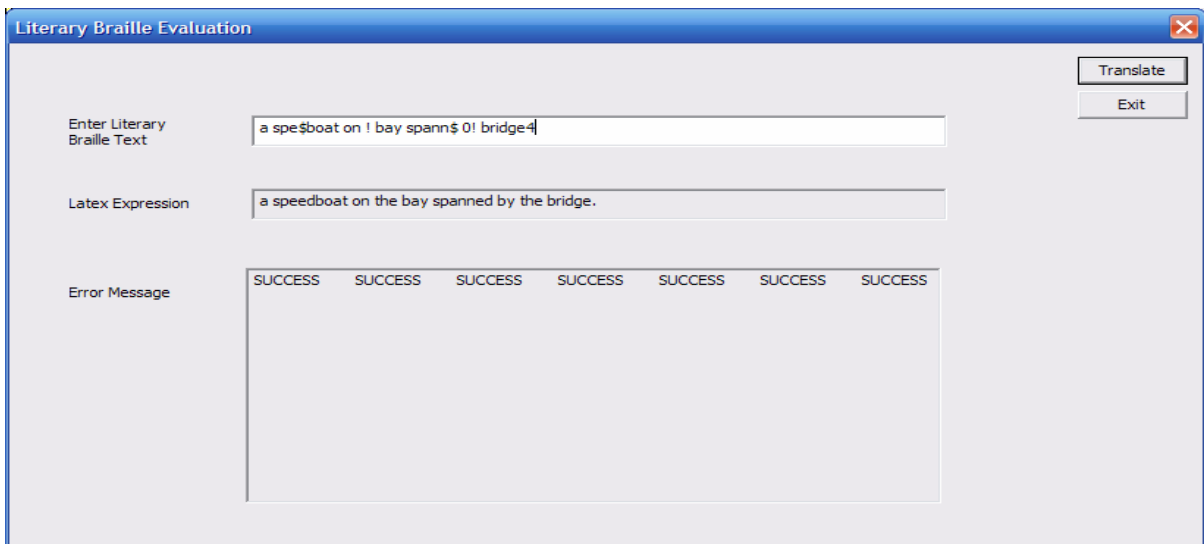 Literary Braille Evaluation
Translate
Exit
Enter Literary
Braille Text
a spe$boat on ! bay spann$ 0! bridge4
Latex Expression
a speedboat on the bay spanned by the bridge.
Error Message
SUCCESS SUCCESS SUCCESS SUCCESS SUCCESS SUCCESS SUCCESS